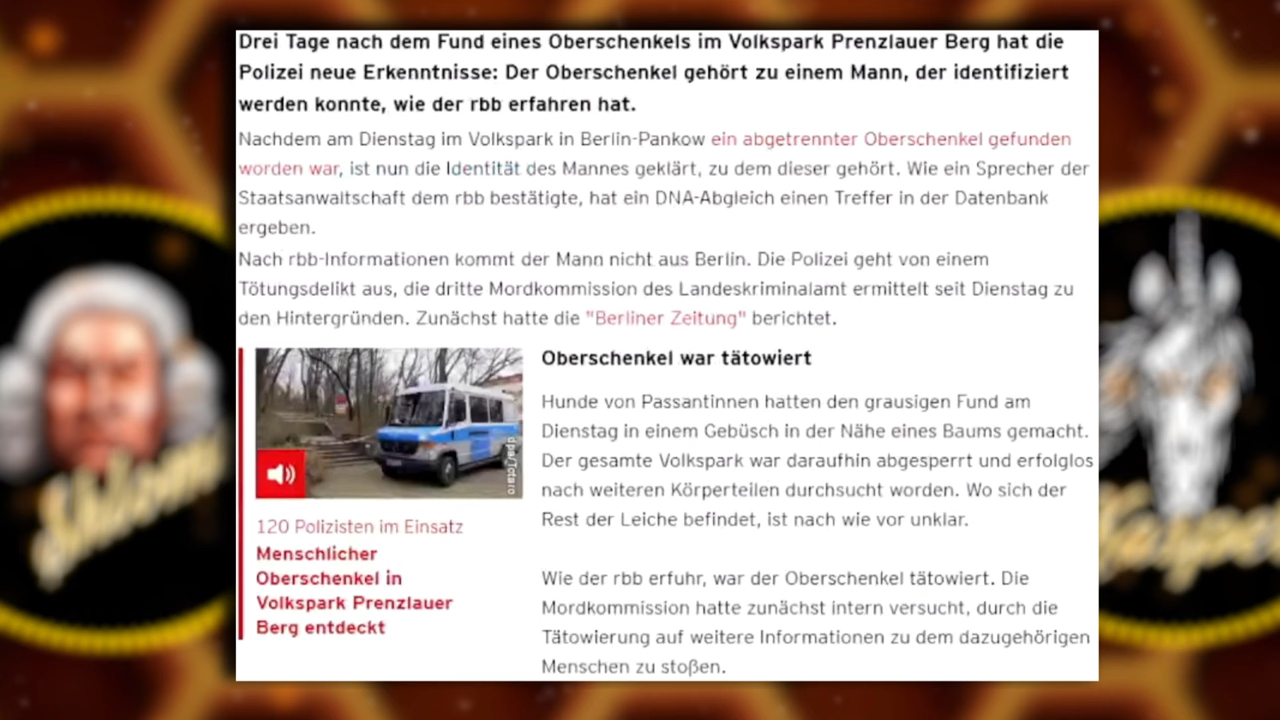 Drei Tage nach dem Fund eines Oberschenkels im Volkspark Prenzlauer Berg hat die
Polizei neue Erkenntnisse: Der Oberschenkel gehört zu einem Mann, der identifiziert
werden konnte, wie der rbb erfahren hat.
Nachdem am Dienstag im Volkspark in Berlin-Pankow ein abgetrennter Oberschenkel gefunden
worden war, ist nun die Identität des Mannes geklärt, zu dem dieser gehört. Wie ein Sprecher der
Staatsanwaltschaft dem rbb bestätigte, hat ein DNA-Abgleich einen Treffer in der Datenbank
ergeben.
Nach rbb-Informationen kommt der Mann nicht aus Berlin. Die Polizei geht von einem
Tötungsdelikt aus, die dritte Mordkommission des Landeskriminalamt ermittelt seit Dienstag zu
den Hintergründen. Zunächst hatte die "Berliner Zeitung" berichtet.
120 Polizisten im Einsatz
Menschlicher
Oberschenkel in
Volkspark Prenzlauer
Berg entdeckt
Oberschenkel war tätowiert
Hunde von Passantinnen hatten den grausigen Fund am
Dienstag in einem Gebüsch in der Nähe eines Baums gemacht.
Der gesamte Volkspark war daraufhin abgesperrt und erfolglos
nach weiteren Körperteilen durchsucht worden. Wo sich der
Rest der Leiche befindet, ist nach wie vor unklar.
Wie der rbb erfuhr, war der Oberschenkel tätowiert. Die
Mordkommission hatte zunächst intern versucht, durch die
Tätowierung auf weitere Informationen zu dem dazugehörigen
Menschen zu stoßen.